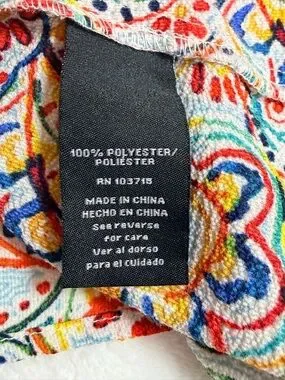 100% POLYESTER/
POLIÉSTER
RN 103715
MADE IN CHINA
HECHO EN CHINA
See reverse
for care
Ver al dorso
para el cuidado